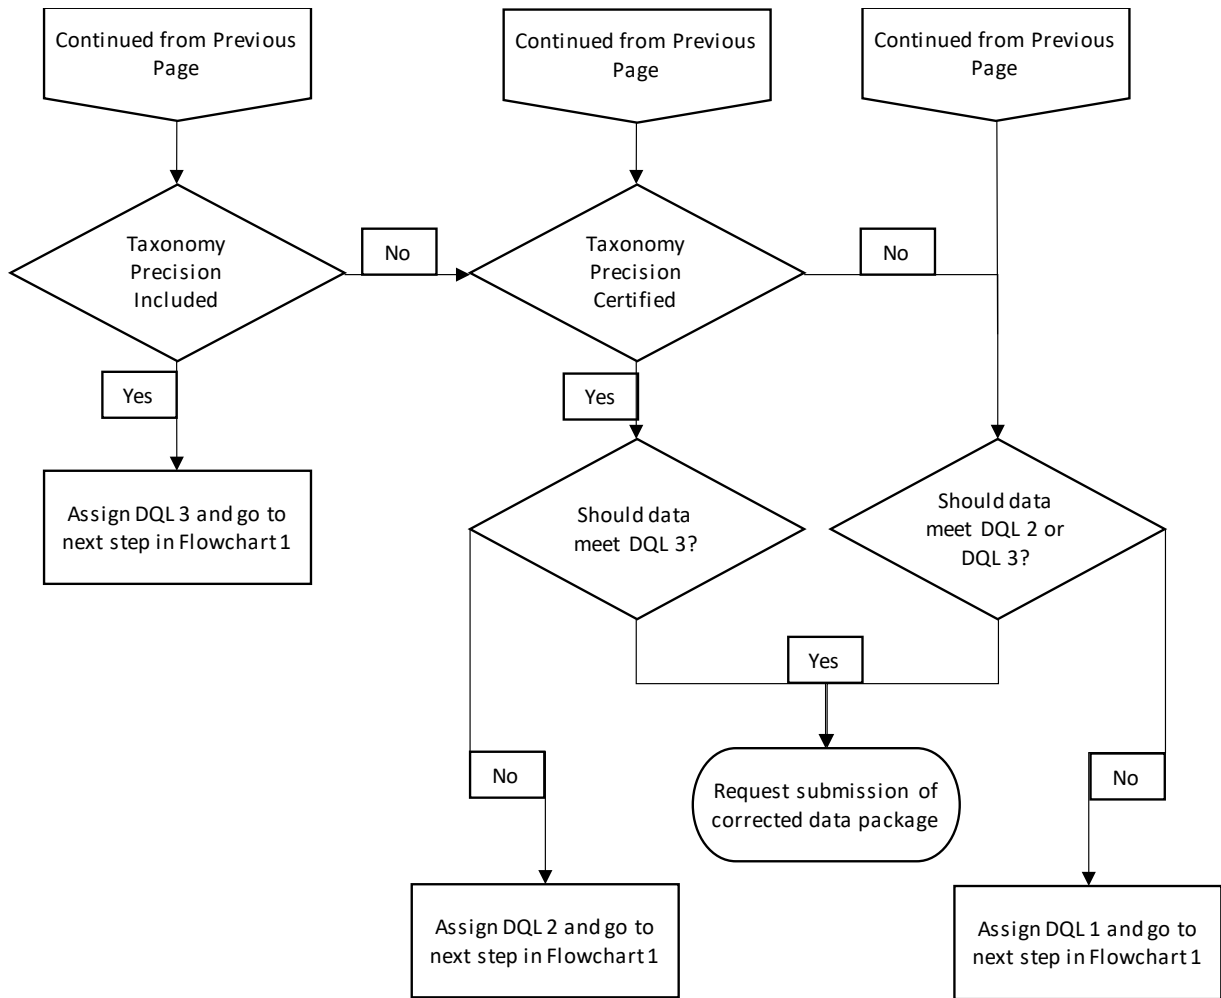 Continued from Previous
Page
Continued from Previous
Page
Continued from Previous
Page
Taxonomy
Precision
Included
No
Taxonomy
Precision
Certified
No
Yes
Yes
Assign DQL 3 and go to
next step in Flowchart 1
Should data
meet DQL 3?
Should data
meet DQL 2 or
DQL 3?
Yes
No
Request submission of
corrected data package
No
Assign DQL 2 and go to
next step in Flowchart 1
Assign DQL 1 and go to
next step in Flowchart 1